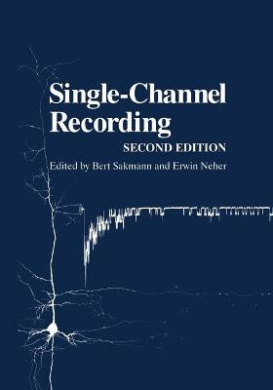 Single-Channel
Recording
SECOND EDITION
Edited by Bert Sakmann and Erwin Neher